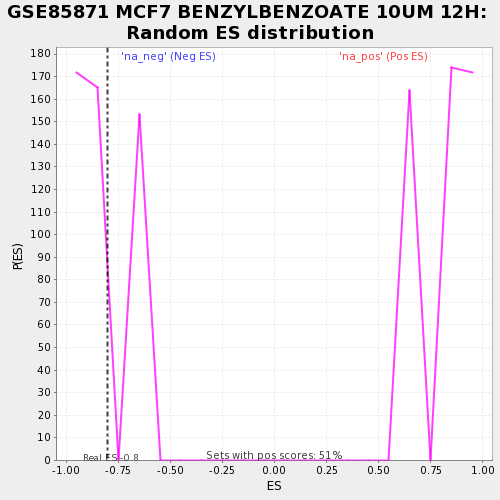 GSE85871 MCF7 BENZYLBENZOATE 10UM 12H:
Random ES distribution
'na_neg' (Neg ES)
'na_pos' (Pos ES)
180
170
160
150
140
130
120
110
100
90
80
70
60
50
40
30
20
10
0
P(ES)
Real ES -0.8
Sets with pos scores: 51%
-1.00 -0.75 -0.50 -0.25 0.00 0.25 0.50 0.75 1.00
ES